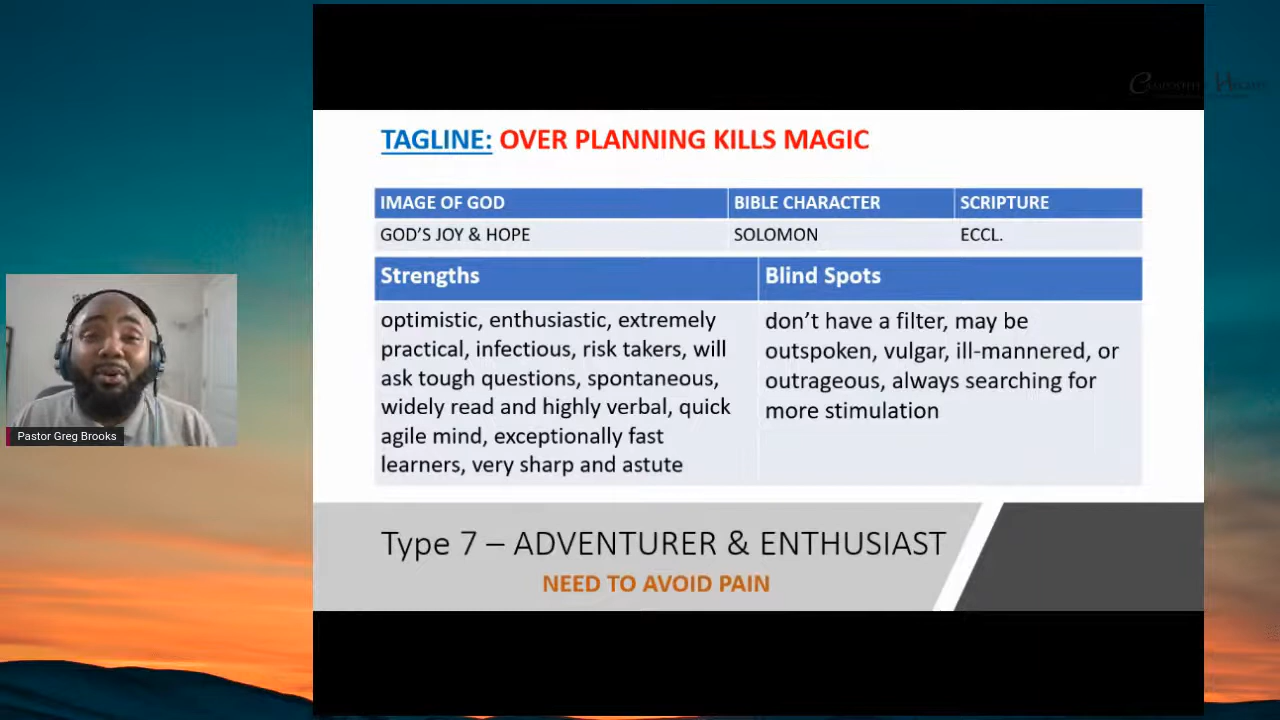 TAGLINE: OVER PLANNING KILLS MAGIC
IMAGE OF GOD BIBLE CHARACTER SCRIPTURE
GOD'S JOY & HOPE SOLOMON ECCL.
Strengths
optimistic, enthusiastic, extremely
practical, infectious, risk takers, will
ask tough questions, spontaneous,
widely read and highly verbal, quick
agile mind, exceptionally fast
learners, very sharp and astute
Blind Spots
don't have a filter, may be
outspoken, vulgar, ill-mannered, or
outrageous, always searching for
more stimulation
Type 7 – ADVENTURER & ENTHUSIAST
NEED TO AVOID PAIN
Pastor Greg Brooks